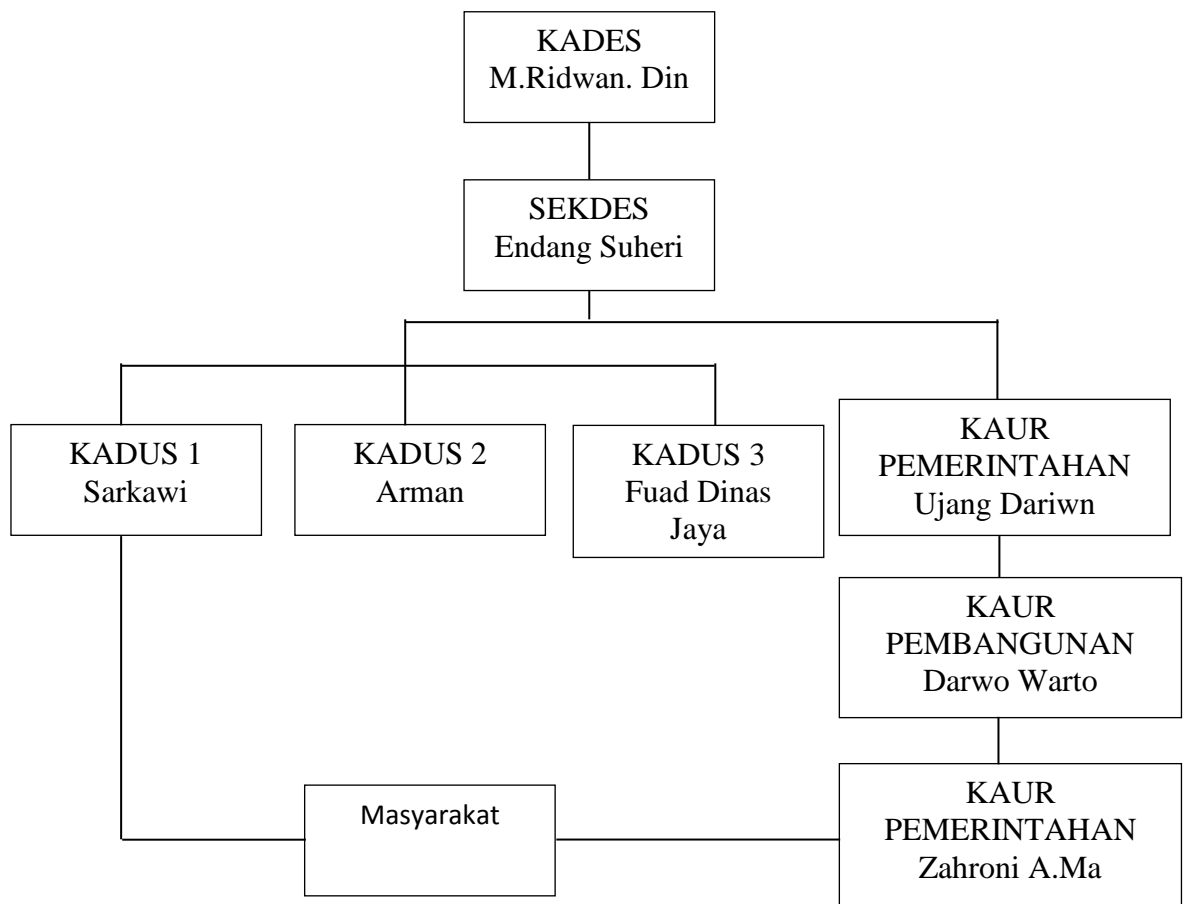 KADES
M.Ridwan. Din
SEKDES
Endang Suheri
KADUS 1
Sarkawi
KADUS 2
Arman
KADUS 3
Fuad Dinas
Jaya
KAUR
PEMERINTAHAN
Ujang Dariwn
KAUR
PEMBANGUNAN
Darwo Warto
Masyarakat
KAUR
PEMERINTAHAN
Zahroni A.Ma